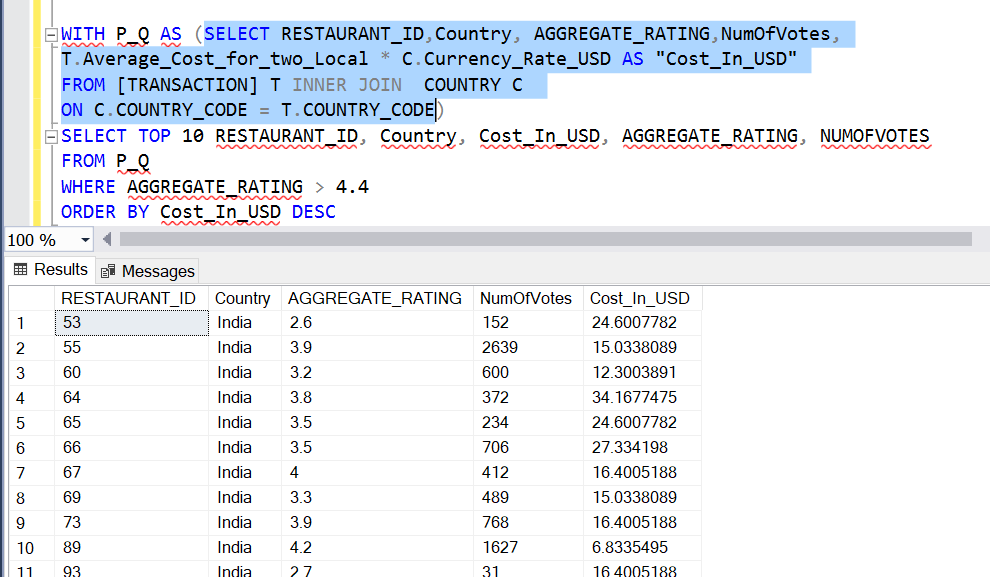 WITH P_Q AS (SELECT RESTAURANT_ID,Country, AGGREGATE_RATING,NumOfVotes,
T.Average_Cost_for_two_Local * C.Currency_Rate_USD AS "Cost_In_USD"
FROM [TRANSACTION] T INNER JOIN  COUNTRY C
ON C.COUNTRY_CODE = T.COUNTRY_CODE)
SELECT TOP 10 RESTAURANT_ID, Country, Cost_In_USD, AGGREGATE_RATING, NUMOFVOTES
FROM P_Q
WHERE AGGREGATE_RATING > 4.4
ORDER BY Cost_In_USD DESC
100 %
Results Messages
RESTAURANT_ID Country AGGREGATE_RATING NumOfVotes Cost_In_USD
1 53 India 2.6 152 24.6007782
2 55 India 3.9 2639 15.0338089
3 60 India 3.2 600 12.3003891
4 64 India 3.8 372 34.1677475
5 65 India 3.5 234 24.6007782
6 66 India 3.5 706 27.334198
7 67 India 4 412 16.4005188
8 69 India 3.3 489 15.0338089
9 73 India 3.9 768 16.4005188
10 89 India 4.2 1627 6.8335495
11 93 India 2.7 31 16.4005188